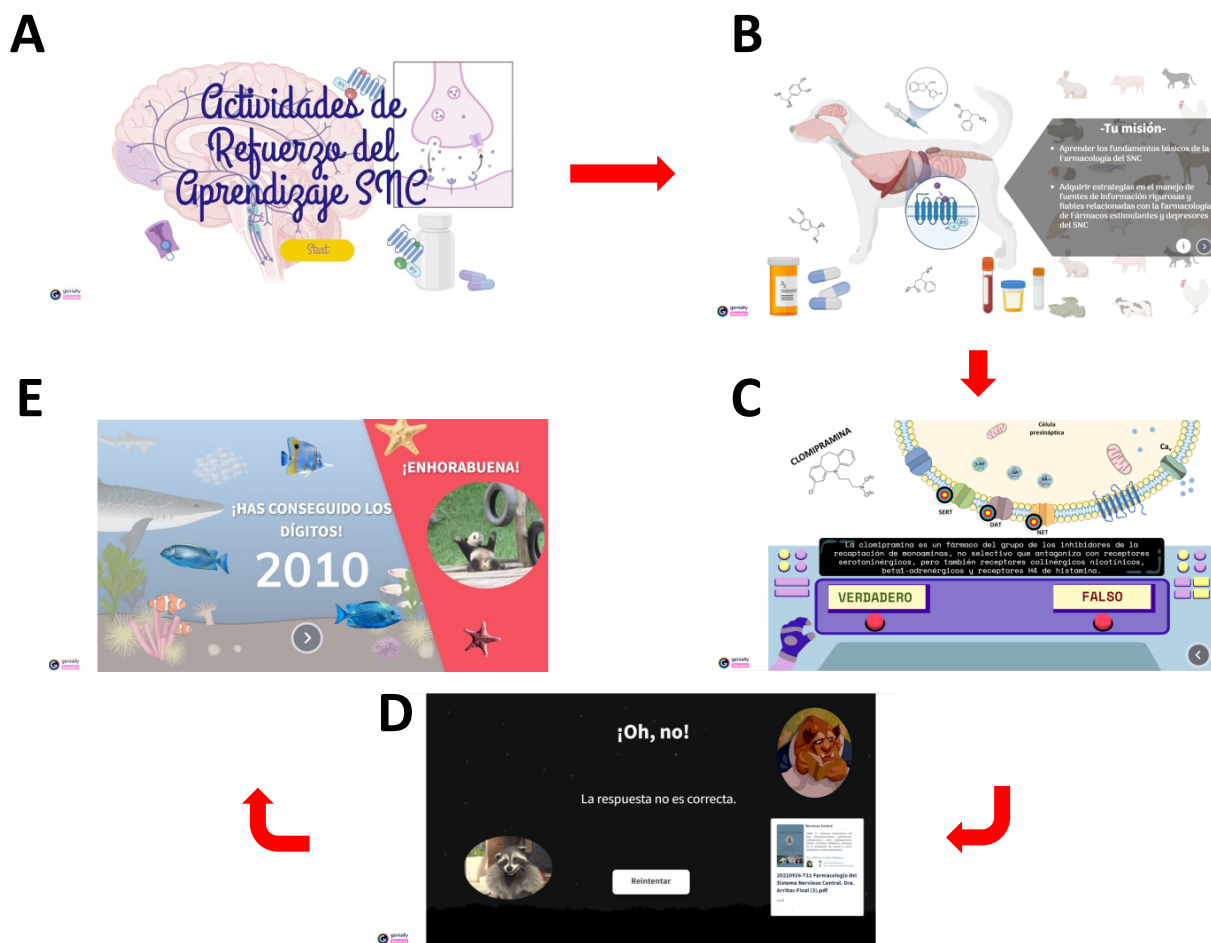 A
Actividades de
Refuerzo del
Aprendizaje SNC
Start
genially
B
-Tu misión-
Aprender los fundamentos básicos de la
Farmacología del SNC
Adquirir estrategias en el manejo de
fuentes de información rigurosas y
fiables relacionadas con la farmacología
de Fármacos estimulantes y depresores
del SNC
i
genially
C
CLOMIPRAMINA
Célula
presináptica
SERT
DAT
NET
La clomipramina es un fármaco del grupo de los inhibidores de la
recaptación de monoaminas, no selectivo que antagoniza con receptores
serotoninérgicos, pero también receptores colinérgicos nicotínicos,
beta1-adrenérgicos y receptores H4 de histamina.
VERDADERO
FALSO
genially
E
¡ENHORABUENA!
¡HAS CONSEGUIDO LOS
DÍGITOS!
2010
genially
D
¡Oh, no!
La respuesta no es correcta.
Reintentar
20220926-T11 Farmacología del
Sistema Nervioso Central. Dra.
Arribas Final (3).pdf
genially